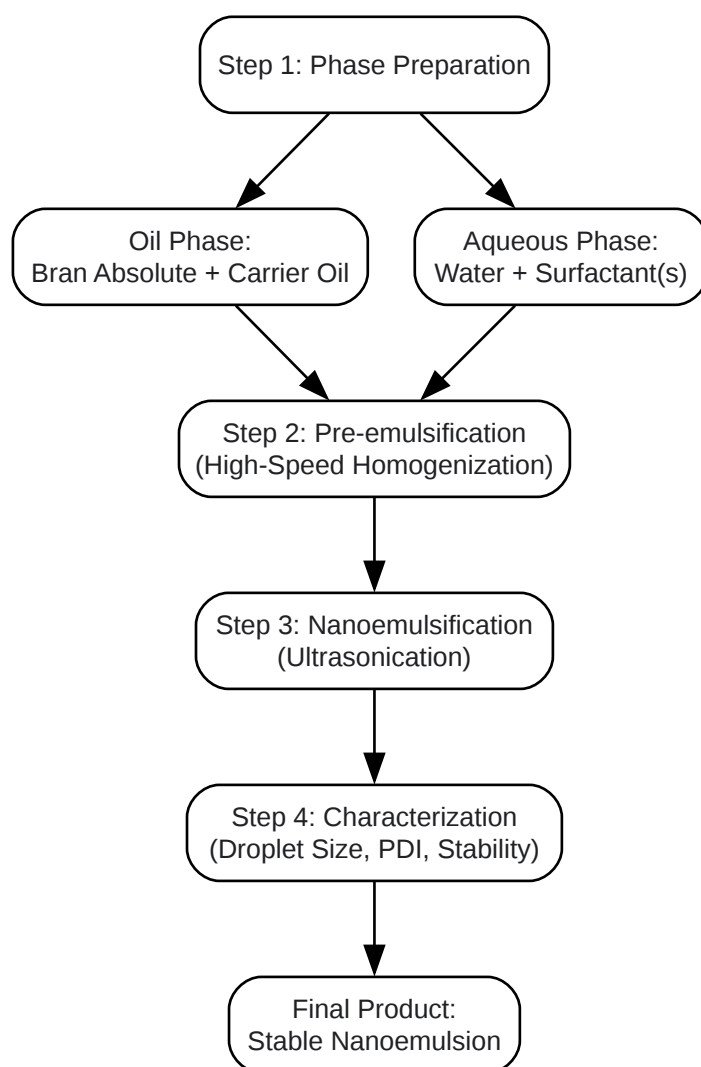 Step 1: Phase Preparation
Oil Phase:
Bran Absolute + Carrier Oil
Aqueous Phase:
Water + Surfactant(s)
Step 2: Pre-emulsification
(High-Speed Homogenization)
Step 3: Nanoemulsification
(Ultrasonication)
Step 4: Characterization
(Droplet Size, PDI, Stability)
Final Product:
Stable Nanoemulsion